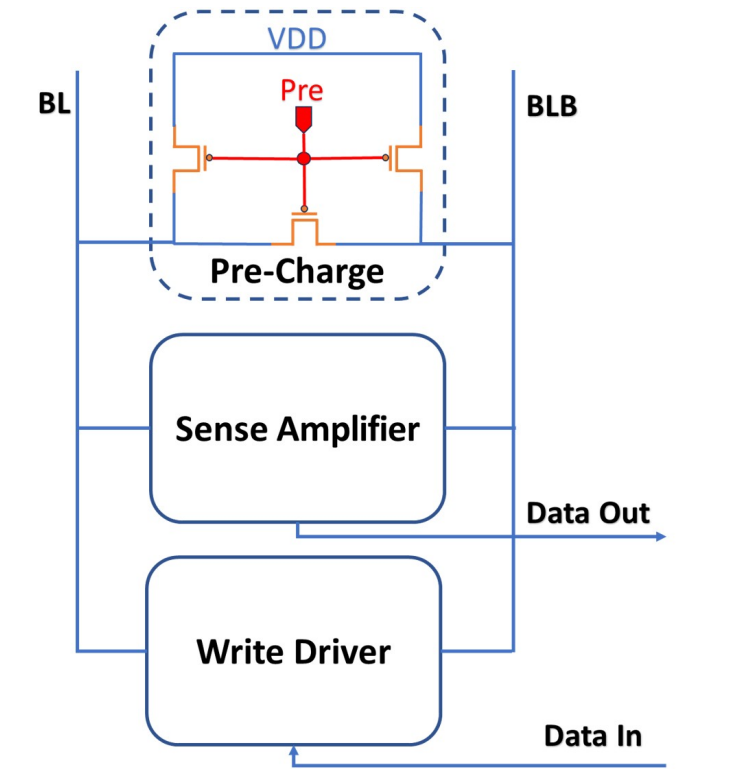 VDD
Pre
BL
BLB
Pre-Charge
Sense Amplifier
Data Out
Write Driver
Data In